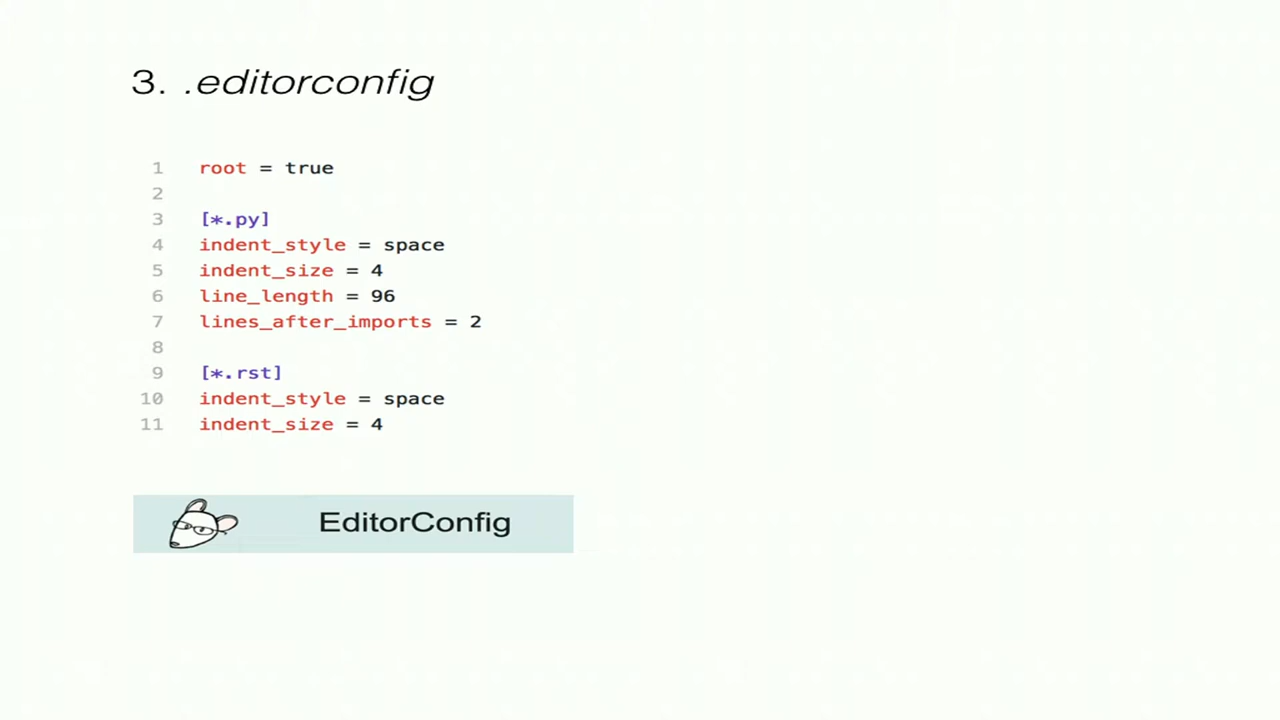 3. .editorconfig
1 root = true
2
3 [*.py]
4 indent_style = space
5 indent_size = 4
6 line_length = 96
7 lines_after_imports = 2
8
9 [*.rst]
10 indent_style = space
11 indent_size = 4
EditorConfig